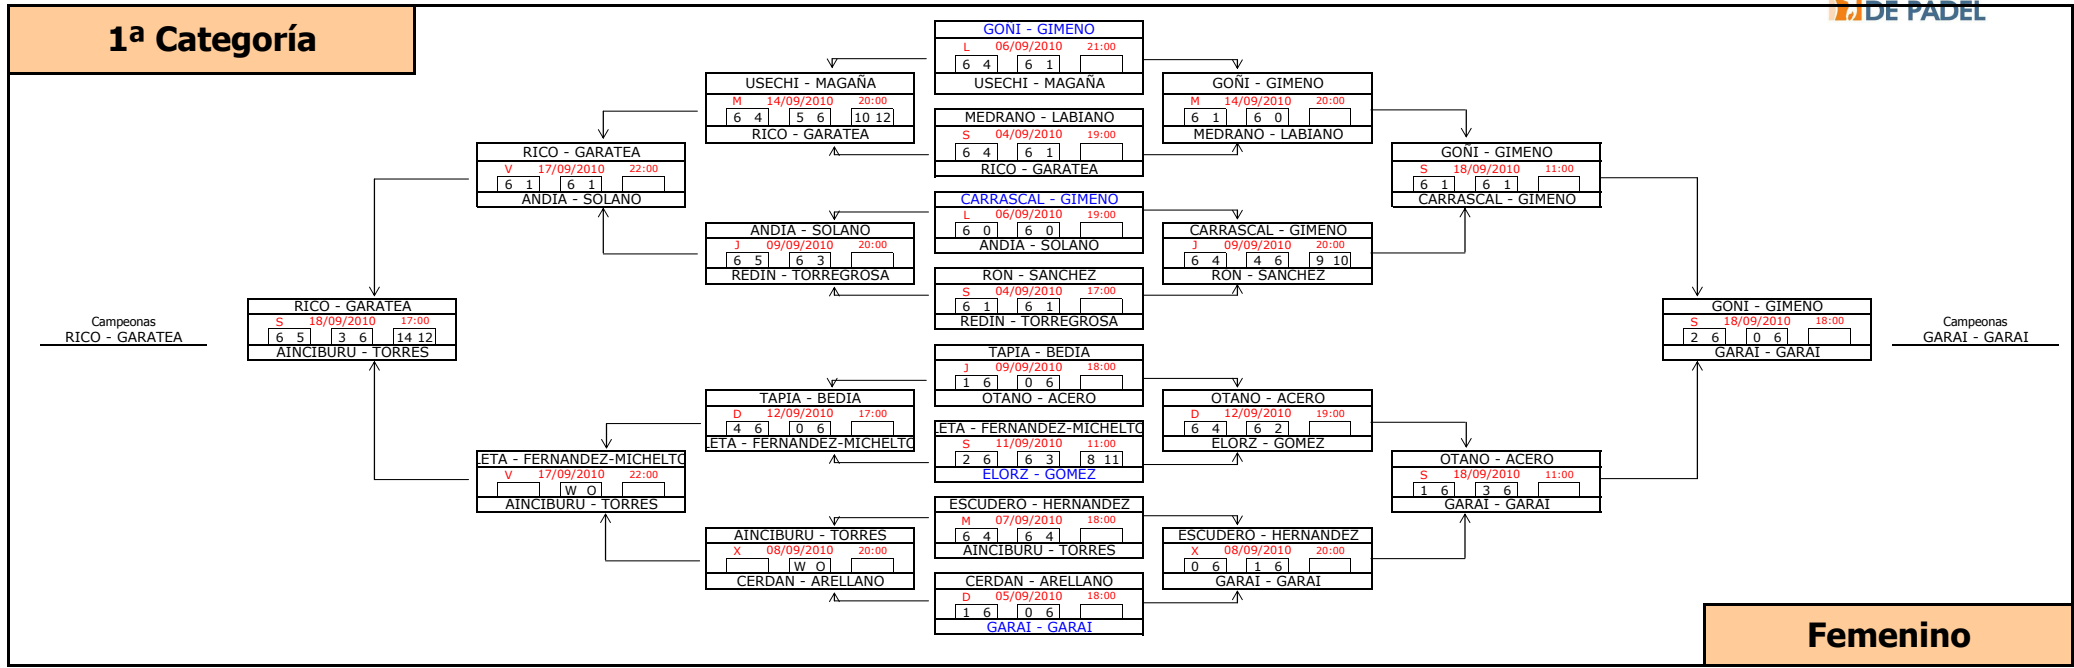 DE PADEL
1ª Categoría
GOÑI - GIMENO
L 06/09/2010 21:00
6 4 6 1
USECHI - MAGAÑA
MEDRANO - LABIANO
S 04/09/2010 19:00
6 4 6 1
RICO - GARATEA
CARRASCAL - GIMENO
L 06/09/2010 19:00
6 0 6 0
ANDIA - SOLANO
RON - SANCHEZ
S 04/09/2010 17:00
6 1 6 1
REDIN - TORREGROSA
TAPIA - BEDIA
J 09/09/2010 18:00
1 6 0 6
OTANO - ACERO
LETA - FERNANDEZ-MICHELTO
S 11/09/2010 11:00
2 6 6 3 8 11
ELORZ - GOMEZ
ESCUDERO - HERNANDEZ
M 07/09/2010 18:00
6 4 6 4
AINCIBURU - TORRES
CERDAN - ARELLANO
D 05/09/2010 18:00
1 6 0 6
GARAI - GARAI
USECHI - MAGAÑA
M 14/09/2010 20:00
6 4 5 6 10 12
RICO - GARATEA
ANDIA - SOLANO
J 09/09/2010 20:00
6 5 6 3
REDIN - TORREGROSA
TAPIA - BEDIA
D 12/09/2010 17:00
4 6 0 6
LETA - FERNANDEZ-MICHELTO
AINCIBURU - TORRES
X 08/09/2010 20:00
W O
CERDAN - ARELLANO
RICO - GARATEA
V 17/09/2010 22:00
6 1 6 1
ANDIA - SOLANO
LETA - FERNANDEZ-MICHELTO
V 17/09/2010 22:00
W O
AINCIBURU - TORRES
RICO - GARATEA
S 18/09/2010 17:00
6 5 3 6 14 12
AINCIBURU - TORRES
Campeonas
RICO - GARATEA
GOÑI - GIMENO
M 14/09/2010 20:00
6 1 6 0
MEDRANO - LABIANO
CARRASCAL - GIMENO
J 09/09/2010 20:00
6 4 4 6 9 10
RON - SANCHEZ
OTANO - ACERO
D 12/09/2010 19:00
6 4 6 2
ELORZ - GOMEZ
ESCUDERO - HERNANDEZ
X 08/09/2010 20:00
0 6 1 6
GARAI - GARAI
GOÑI - GIMENO
S 18/09/2010 11:00
6 1 6 1
CARRASCAL - GIMENO
OTANO - ACERO
S 18/09/2010 11:00
1 6 3 6
GARAI - GARAI
GOÑI - GIMENO
S 18/09/2010 18:00
2 6 0 6
GARAI - GARAI
Campeonas
GARAI - GARAI
Femenino